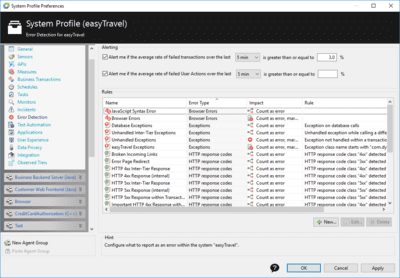 System Profile Preferences
System Profile (easyTravel)
Error Detection for easyTravel
General
Service
APIs
Measures
Business Transactions
Schedules
Tasks
Monitors
Incidents
Error Detection
Test Automation
Applications
User Experience
Data Privacy
Integration
Obsolesced Data
Business Backend Server (Java)
Customer Web Frontend (Java)
Browser
CreditCardAuthorization (C++)
Test
New Agent Group
Purge Agent Group
Alerting
Alert me if the average rate of failed transactions over the last 5 min is greater than or equal to 3.0 %
Alert me if the average rate of failed User Actions over the last 5 min is greater than or equal to %
Rules
Name Error Type Impact Rule
JavaScript Syntax Error Browser Errors Count as error
Browser Errors Browser Errors Count as error, mar...
Database Exceptions Exceptions Count as error Exception on database calls
Unhandled Inter-Tier Exceptions Exceptions Count as error Unhandled exception while calling a diffe
Unhandled Exceptions Exceptions Count as error, mar... Exception not handled within a transaction
easyTravel Exceptions Exceptions Count as error, mar... Exception class name starts with "com.dy
Broken Incoming Links HTTP response codes Count as error HTTP response code "4xx" detected
Error Page Redirect HTTP response codes Count as error HTTP response code "3xx" detected
HTTP 4xx Inter-Tier Response HTTP response codes Count as error HTTP response code "4xx" detected
HTTP 4xx Response (internal) HTTP response codes Count as error HTTP response code "4xx" detected
HTTP 5xx Inter-Tier Response HTTP response codes Count as error HTTP response code "5xx" detected
HTTP 5xx Response (internal) HTTP response codes Count as error HTTP response code "5xx" detected
HTTP 5xx Response within Transact... HTTP response codes Count as error, mar... HTTP response code "5xx" detected
Important HTTP 4xx Response withi... HTTP response codes Count as error, mar... HTTP response code "4xx" detected
New... Edit... Delete
Hint
Configure what to report as an error within the system "easyTravel".
OK Cancel Apply